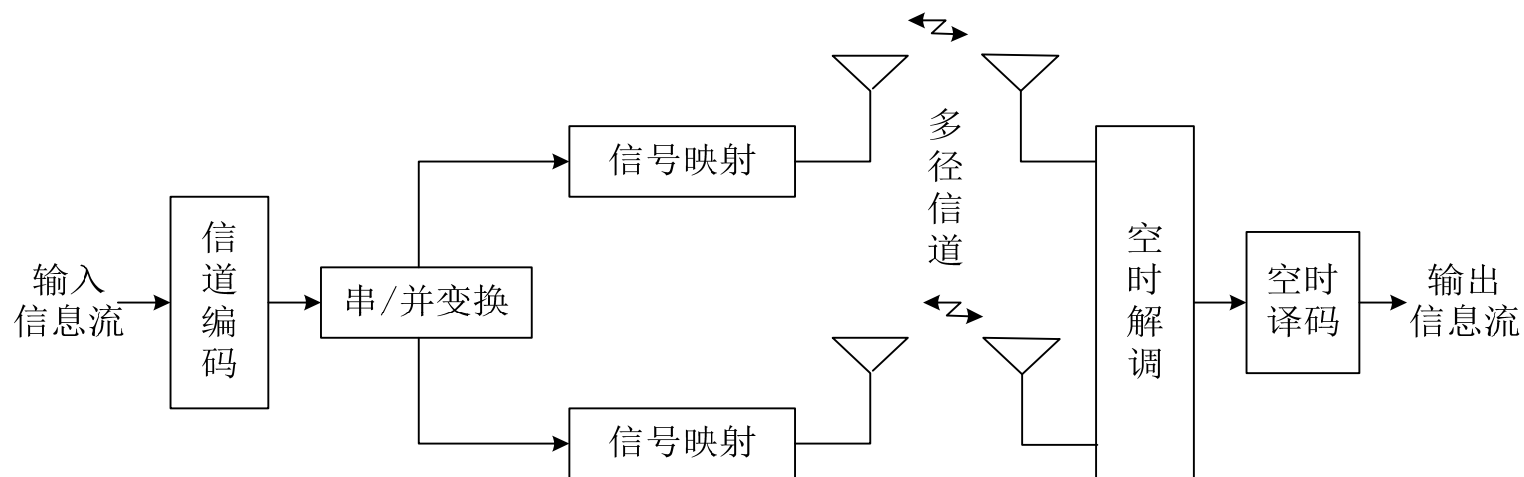 输入
信息流
信道编码
串/并变换
信号映射
信号映射
多径信道
空时解调
空时
译码
输出
信息流